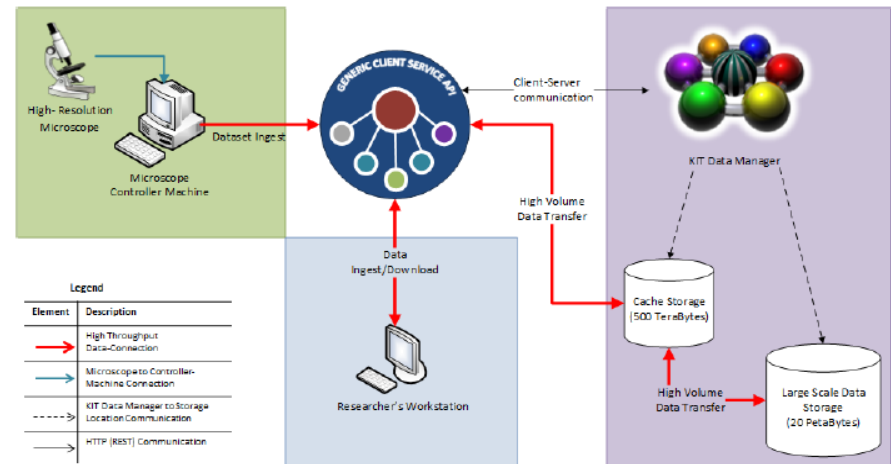 High- Resolution
Microscope
Microscope
Controller Machine
Dataset Ingest
GENERIC CLIENT SERVICE API
Client-Server
communication
KIT Data Manager
High Volume
Data Transfer
Data
Ingest/Download
Researcher's Workstation
Cache Storage
(500 TeraBytes)
High Volume
Data Transfer
Large Scale Data
Storage
(20 PetaBytes)
Legend
Element Description
High Throughput
Data-Connection
Microscope to Controller-
Machine Connection
KIT Data Manager to Storage
Location Communication
HTTP (REST) Communication